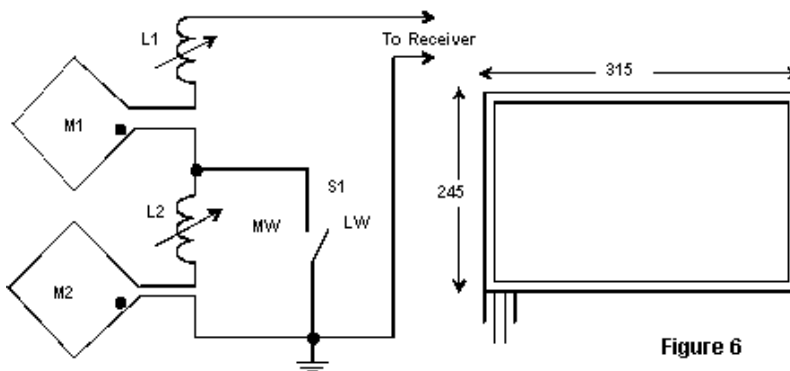 L1
To Receiver
315
M1
S1
245
L2
MW
LW
M2
Figure 6